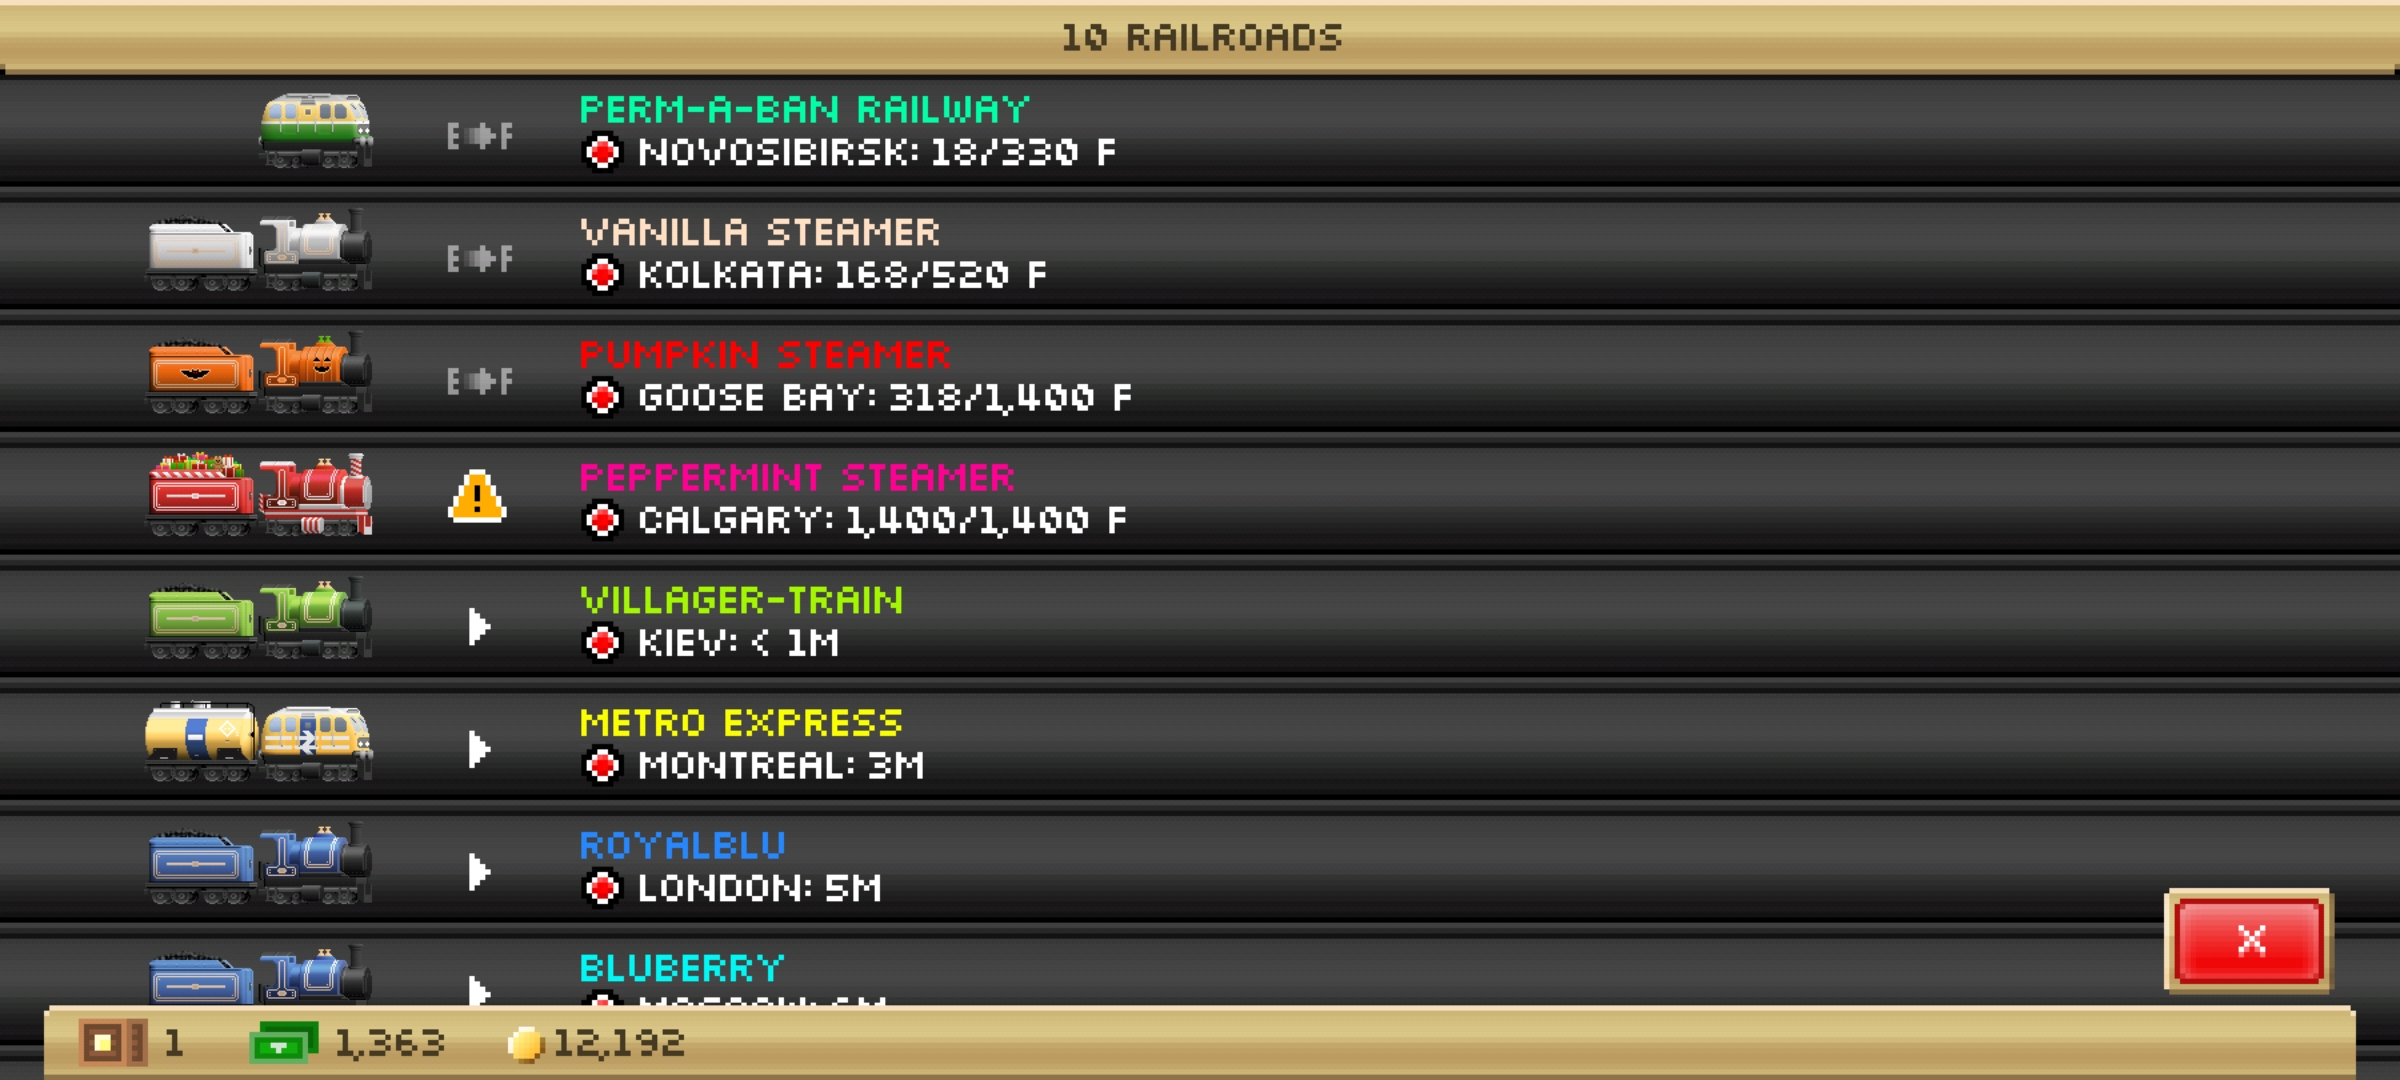 10 RAILROADS
PERM-A-BAN RAILWAY
E F
NOVOSIBIRSK: 18/330 F
VANILLA STEAMER
E F
KOLKATA: 168/520 F
PUMPKIN STEAMER
E F
GOOSE BAY: 318/1,400 F
PEPPERMINT STEAMER
!
CALGARY: 1,400/1,400 F
VILLAGER-TRAIN
KIEV: < 1M
METRO EXPRESS
MONTREAL: 3M
ROYALBLU
LONDON: 5M
X
BLUBERRY
1 1,363 12,192